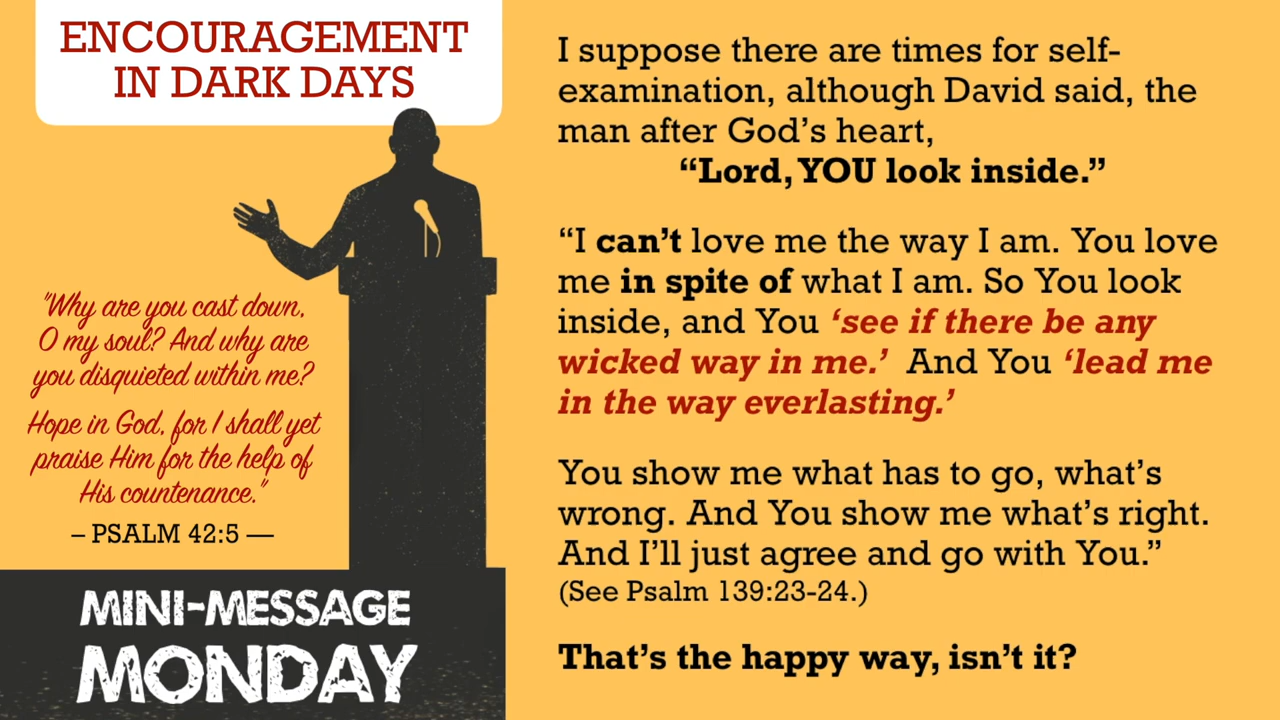 ENCOURAGEMENT
IN DARK DAYS
"Why are you cast down,
O my soul? And why are
you disquieted within me?
Hope in God, for I shall yet
praise Him for the help of
His countenance."
– PSALM 42:5 —
MINI-MESSAGE
MONDAY
I suppose there are times for self-
examination, although David said, the
man after God’s heart,
“Lord, YOU look inside.”
“I can’t love me the way I am. You love
me in spite of what I am. So You look
inside, and You ‘see if there be any
wicked way in me.’ And You ‘lead me
in the way everlasting.’
You show me what has to go, what’s
wrong. And You show me what’s right.
And I’ll just agree and go with You.”
(See Psalm 139:23-24.)
That’s the happy way, isn’t it?